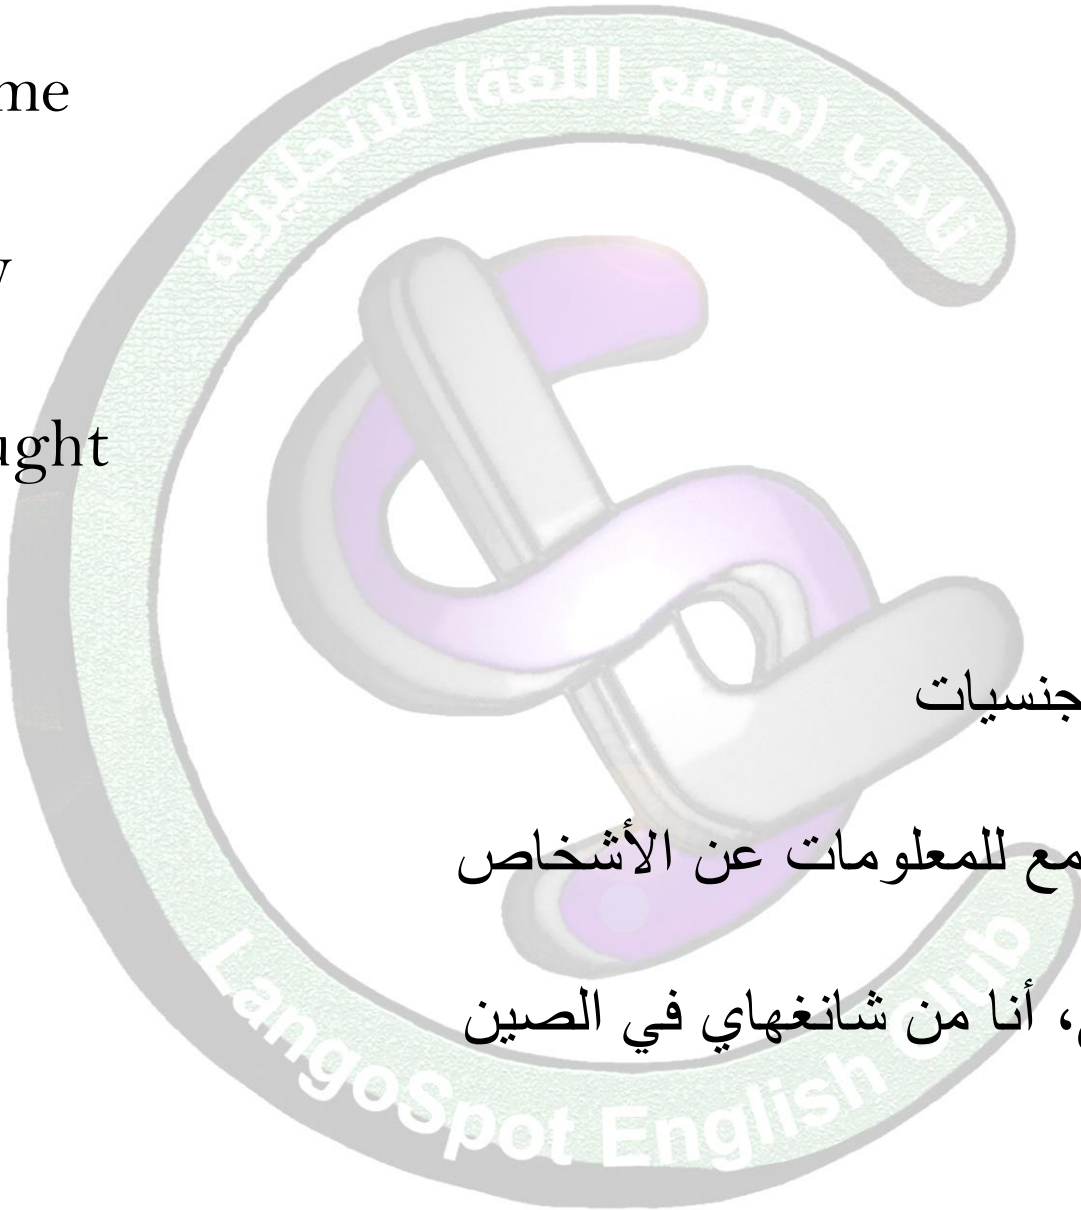 نادي (موقع اللغة) للانجليزية
me
ught
جنسيات
مع للمعلومات عن الأشخاص
، أنا من شانغهاي في الصين
LangoSpot English Club